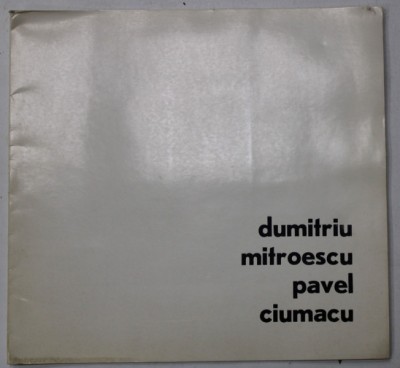 dumitriu
mitroescu
pavel
ciumacu